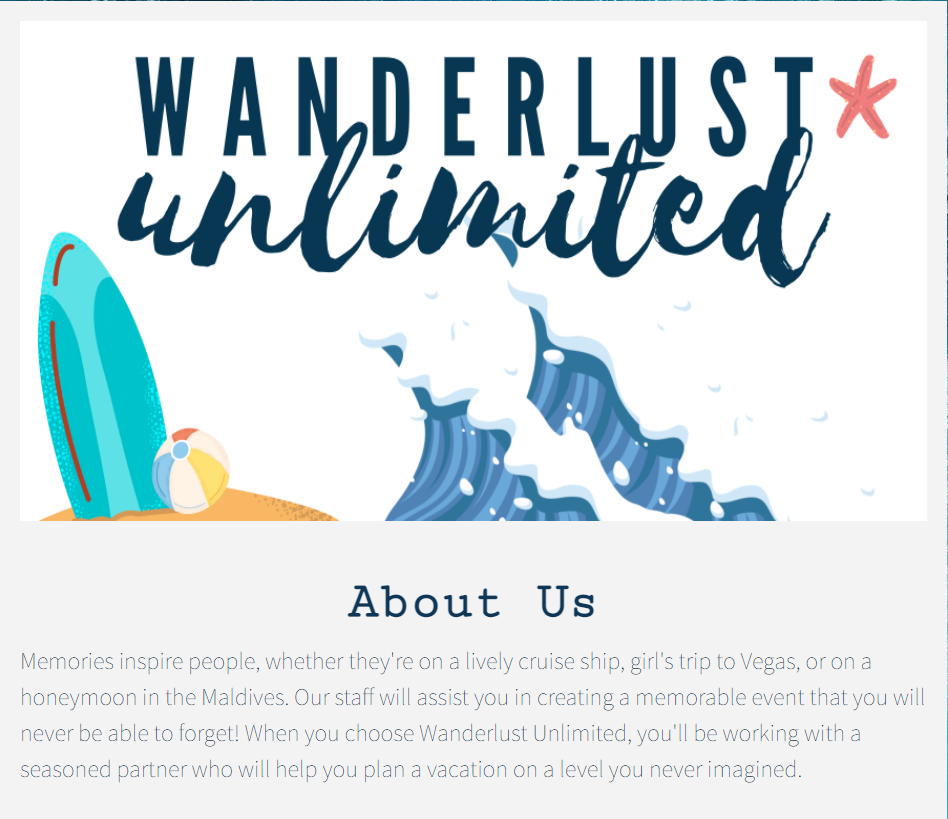 WANDERLUST
unlimited
About Us
Memories inspire people, whether they're on a lively cruise ship, girl's trip to Vegas, or on a
honeymoon in the Maldives. Our staff will assist you in creating a memorable event that you will
never be able to forget! When you choose Wanderlust Unlimited, you'll be working with a
seasoned partner who will help you plan a vacation on a level you never imagined.